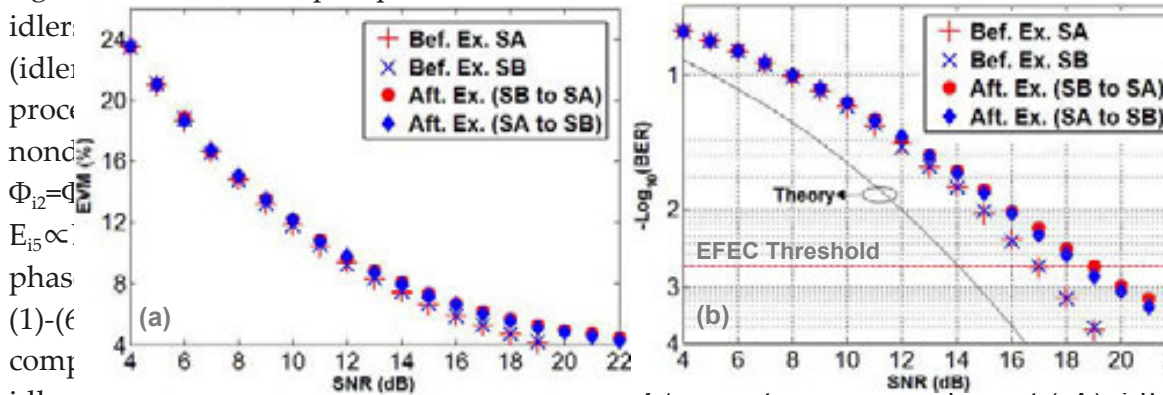 idlers
(idler
proce
nond
Φi2=Φ
Ei5∝
phas
(1)-(6
comp
EVM (%)
24
20
16
12
8
4
Bef. Ex. SA
Bef. Ex. SB
Aft. Ex. (SB to SA)
Aft. Ex. (SA to SB)
(a)
4 6 8 10 12 14 16 18 20 22
SNR (dB)
-Log10(BER)
1
2
3
4
Bef. Ex. SA
Bef. Ex. SB
Aft. Ex. (SB to SA)
Aft. Ex. (SA to SB)
Theory
EFEC Threshold
(b)
4 6 8 10 12 14 16 18 20
SNR (dB)